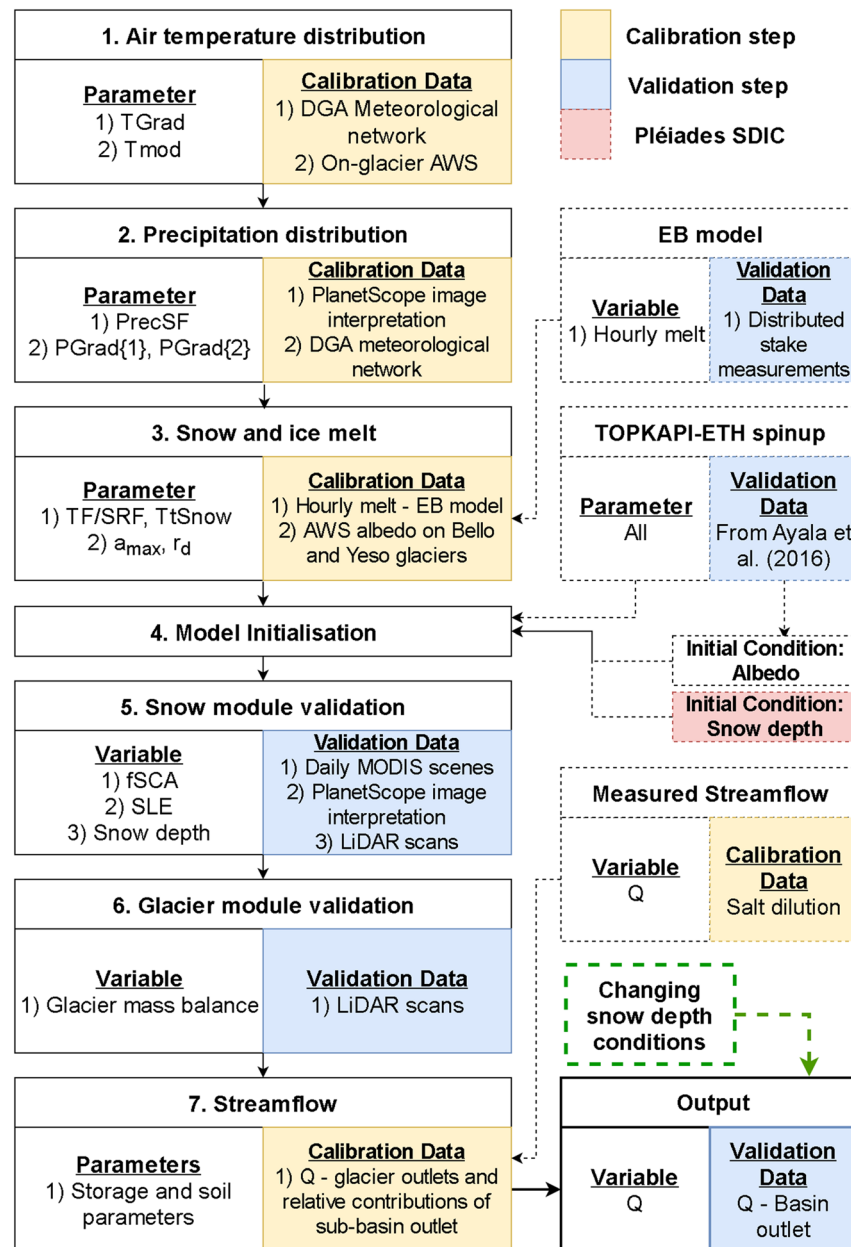 1. Air temperature distribution
Parameter
1) TGrad
2) Tmod
Calibration Data
1) DGA Meteorological
network
2) On-glacier AWS
Calibration step
Validation step
Pléiades SDIC
2. Precipitation distribution
Parameter
1) PrecSF
2) PGrad{1}, PGrad{2}
Calibration Data
1) PlanetScope image
interpretation
2) DGA meteorological
network
EB model
Variable
1) Hourly melt
Validation
Data
1) Distributed
stake
measurements
3. Snow and ice melt
Parameter
1) TF/SRF, TtSnow
2) a_max, r_d
Calibration Data
1) Hourly melt - EB model
2) AWS albedo on Bello
and Yeso glaciers
TOPKAPI-ETH spinup
Parameter
All
Validation
Data
From Ayala et
al. (2016)
4. Model Initialisation
Initial Condition:
Albedo
Initial Condition:
Snow depth
5. Snow module validation
Variable
1) fSCA
2) SLE
3) Snow depth
Validation Data
1) Daily MODIS scenes
2) PlanetScope image
interpretation
3) LiDAR scans
Measured Streamflow
Variable
Q
Calibration
Data
Salt dilution
6. Glacier module validation
Variable
1) Glacier mass balance
Validation Data
1) LiDAR scans
Changing
snow depth
conditions
7. Streamflow
Parameters
1) Storage and soil
parameters
Calibration Data
1) Q - glacier outlets and
relative contributions of
sub-basin outlet
Output
Variable
Q
Validation
Data
Q - Basin
outlet